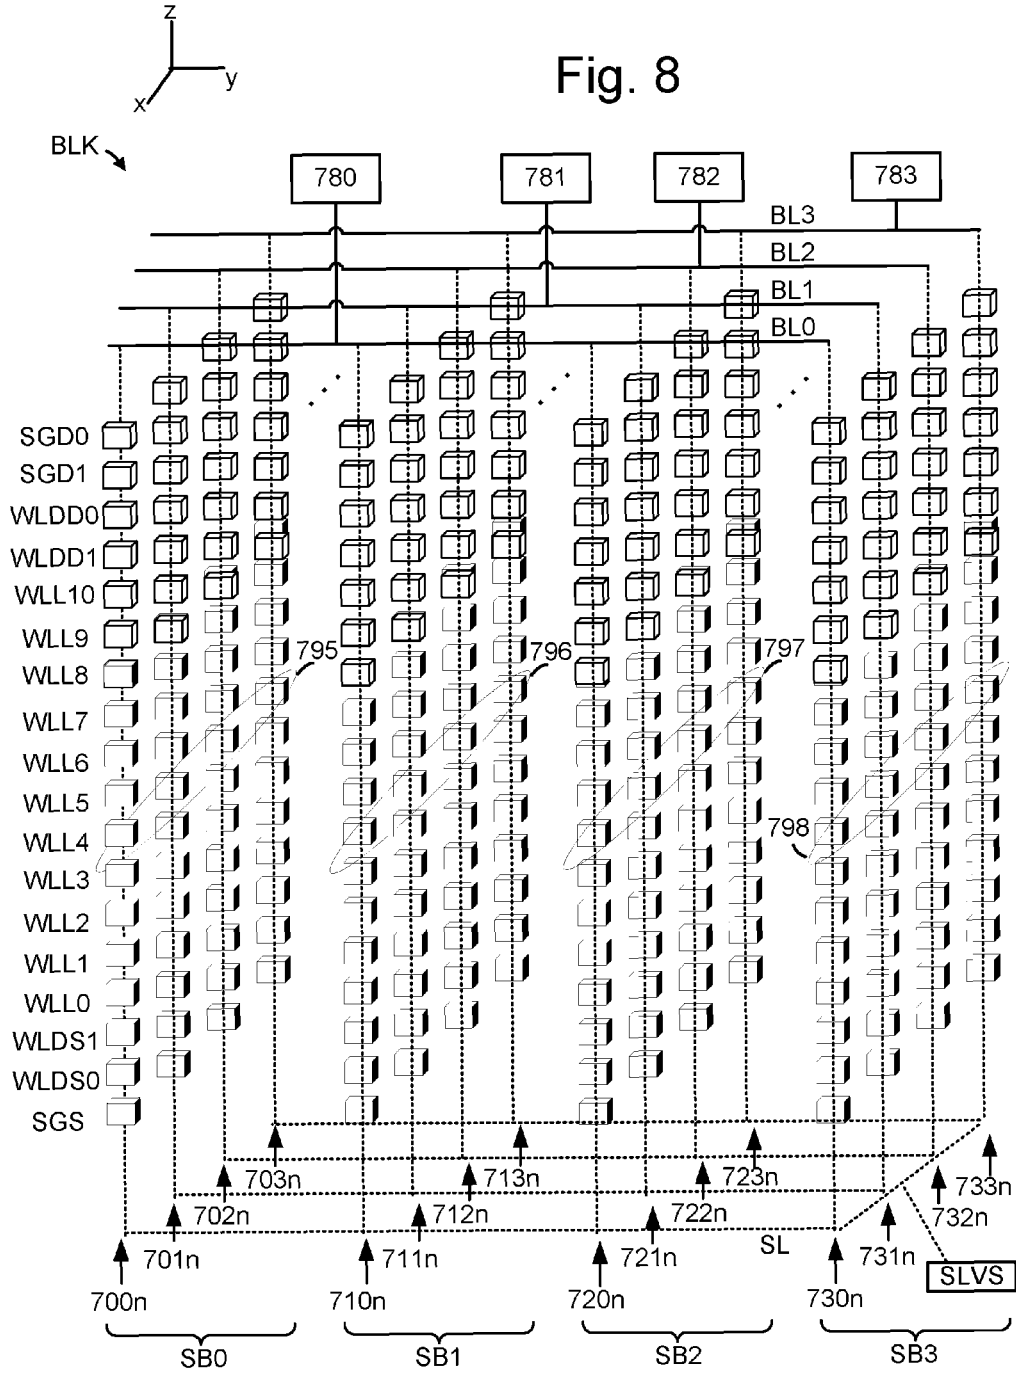 z
y
x
Fig. 8
BLK
780
781
782
783
BL3
BL2
BL1
BL0
SGD0
SGD1
WLDD0
WLDD1
WLL10
WLL9
WLL8
WLL7
WLL6
WLL5
WLL4
WLL3
WLL2
WLL1
WLL0
WLDS1
WLDS0
SGS
795
796
797
798
703n
713n
723n
733n
702n
712n
722n
732n
701n
711n
721n
731n
SL
SLVS
700n
710n
720n
730n
SB0
SB1
SB2
SB3